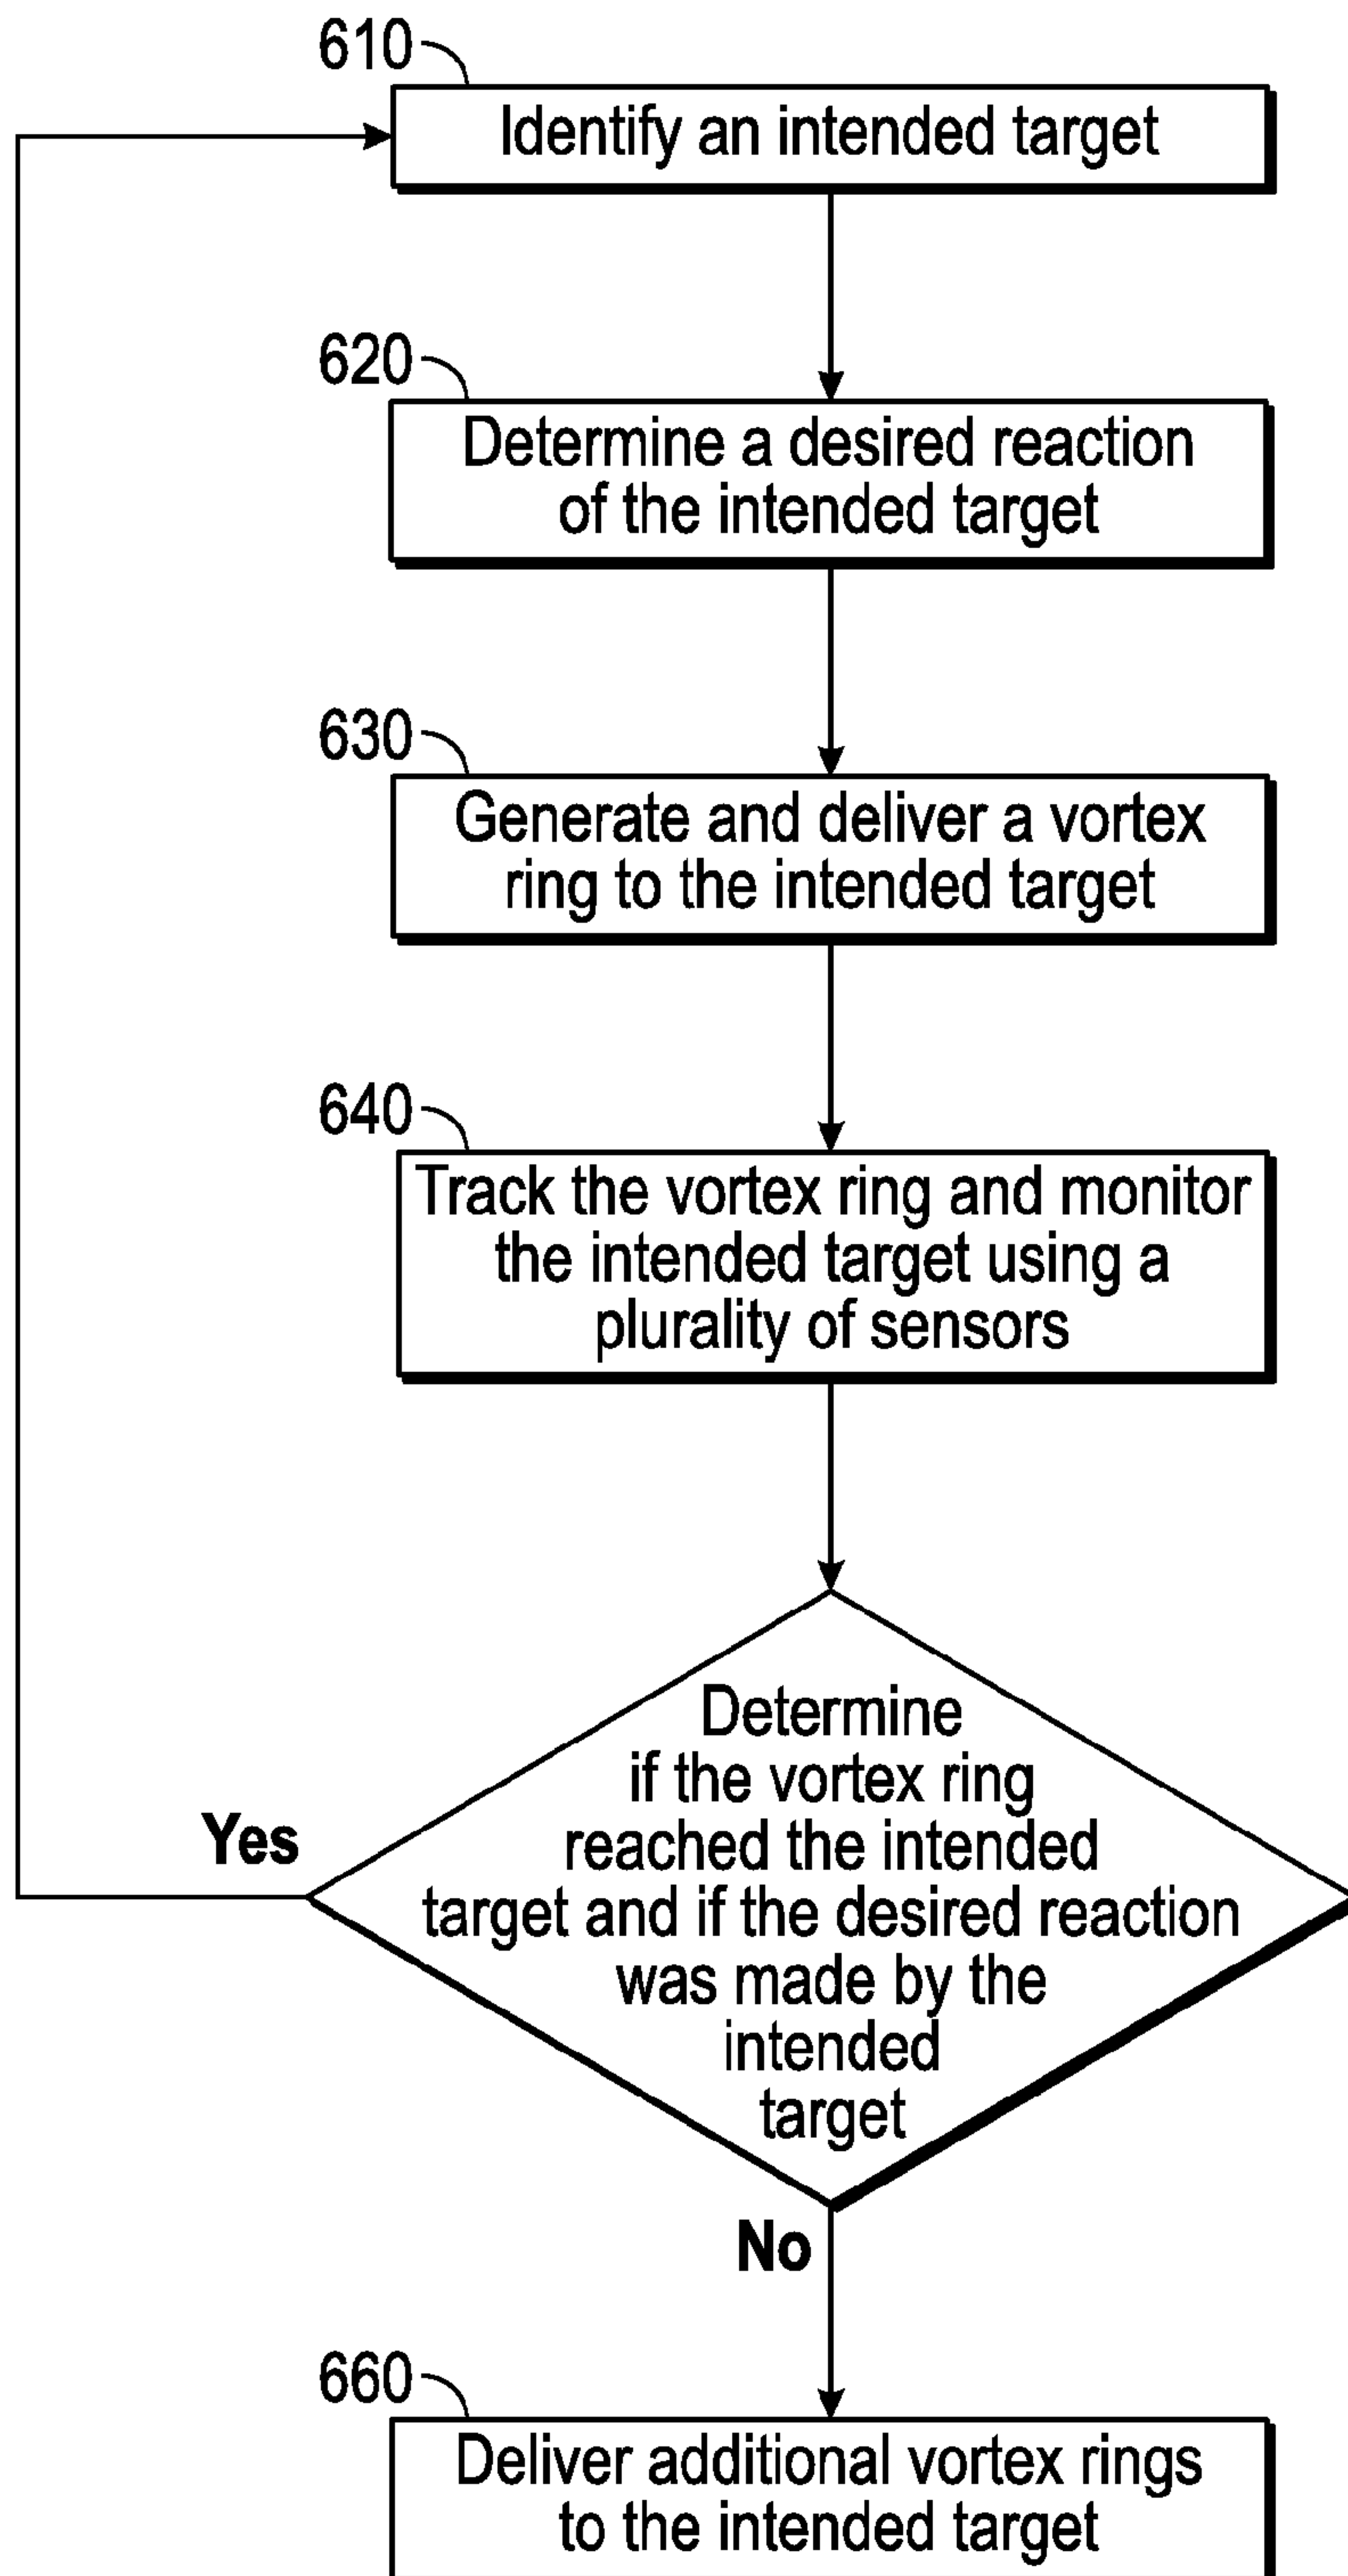 610
Identify an intended target
620
Determine a desired reaction
of the intended target
630
Generate and deliver a vortex
ring to the intended target
640
Track the vortex ring and monitor
the intended target using a
plurality of sensors
Determine
if the vortex ring
reached the intended
target and if the desired reaction
was made by the
intended
target
Yes
No
660
Deliver additional vortex rings
to the intended target